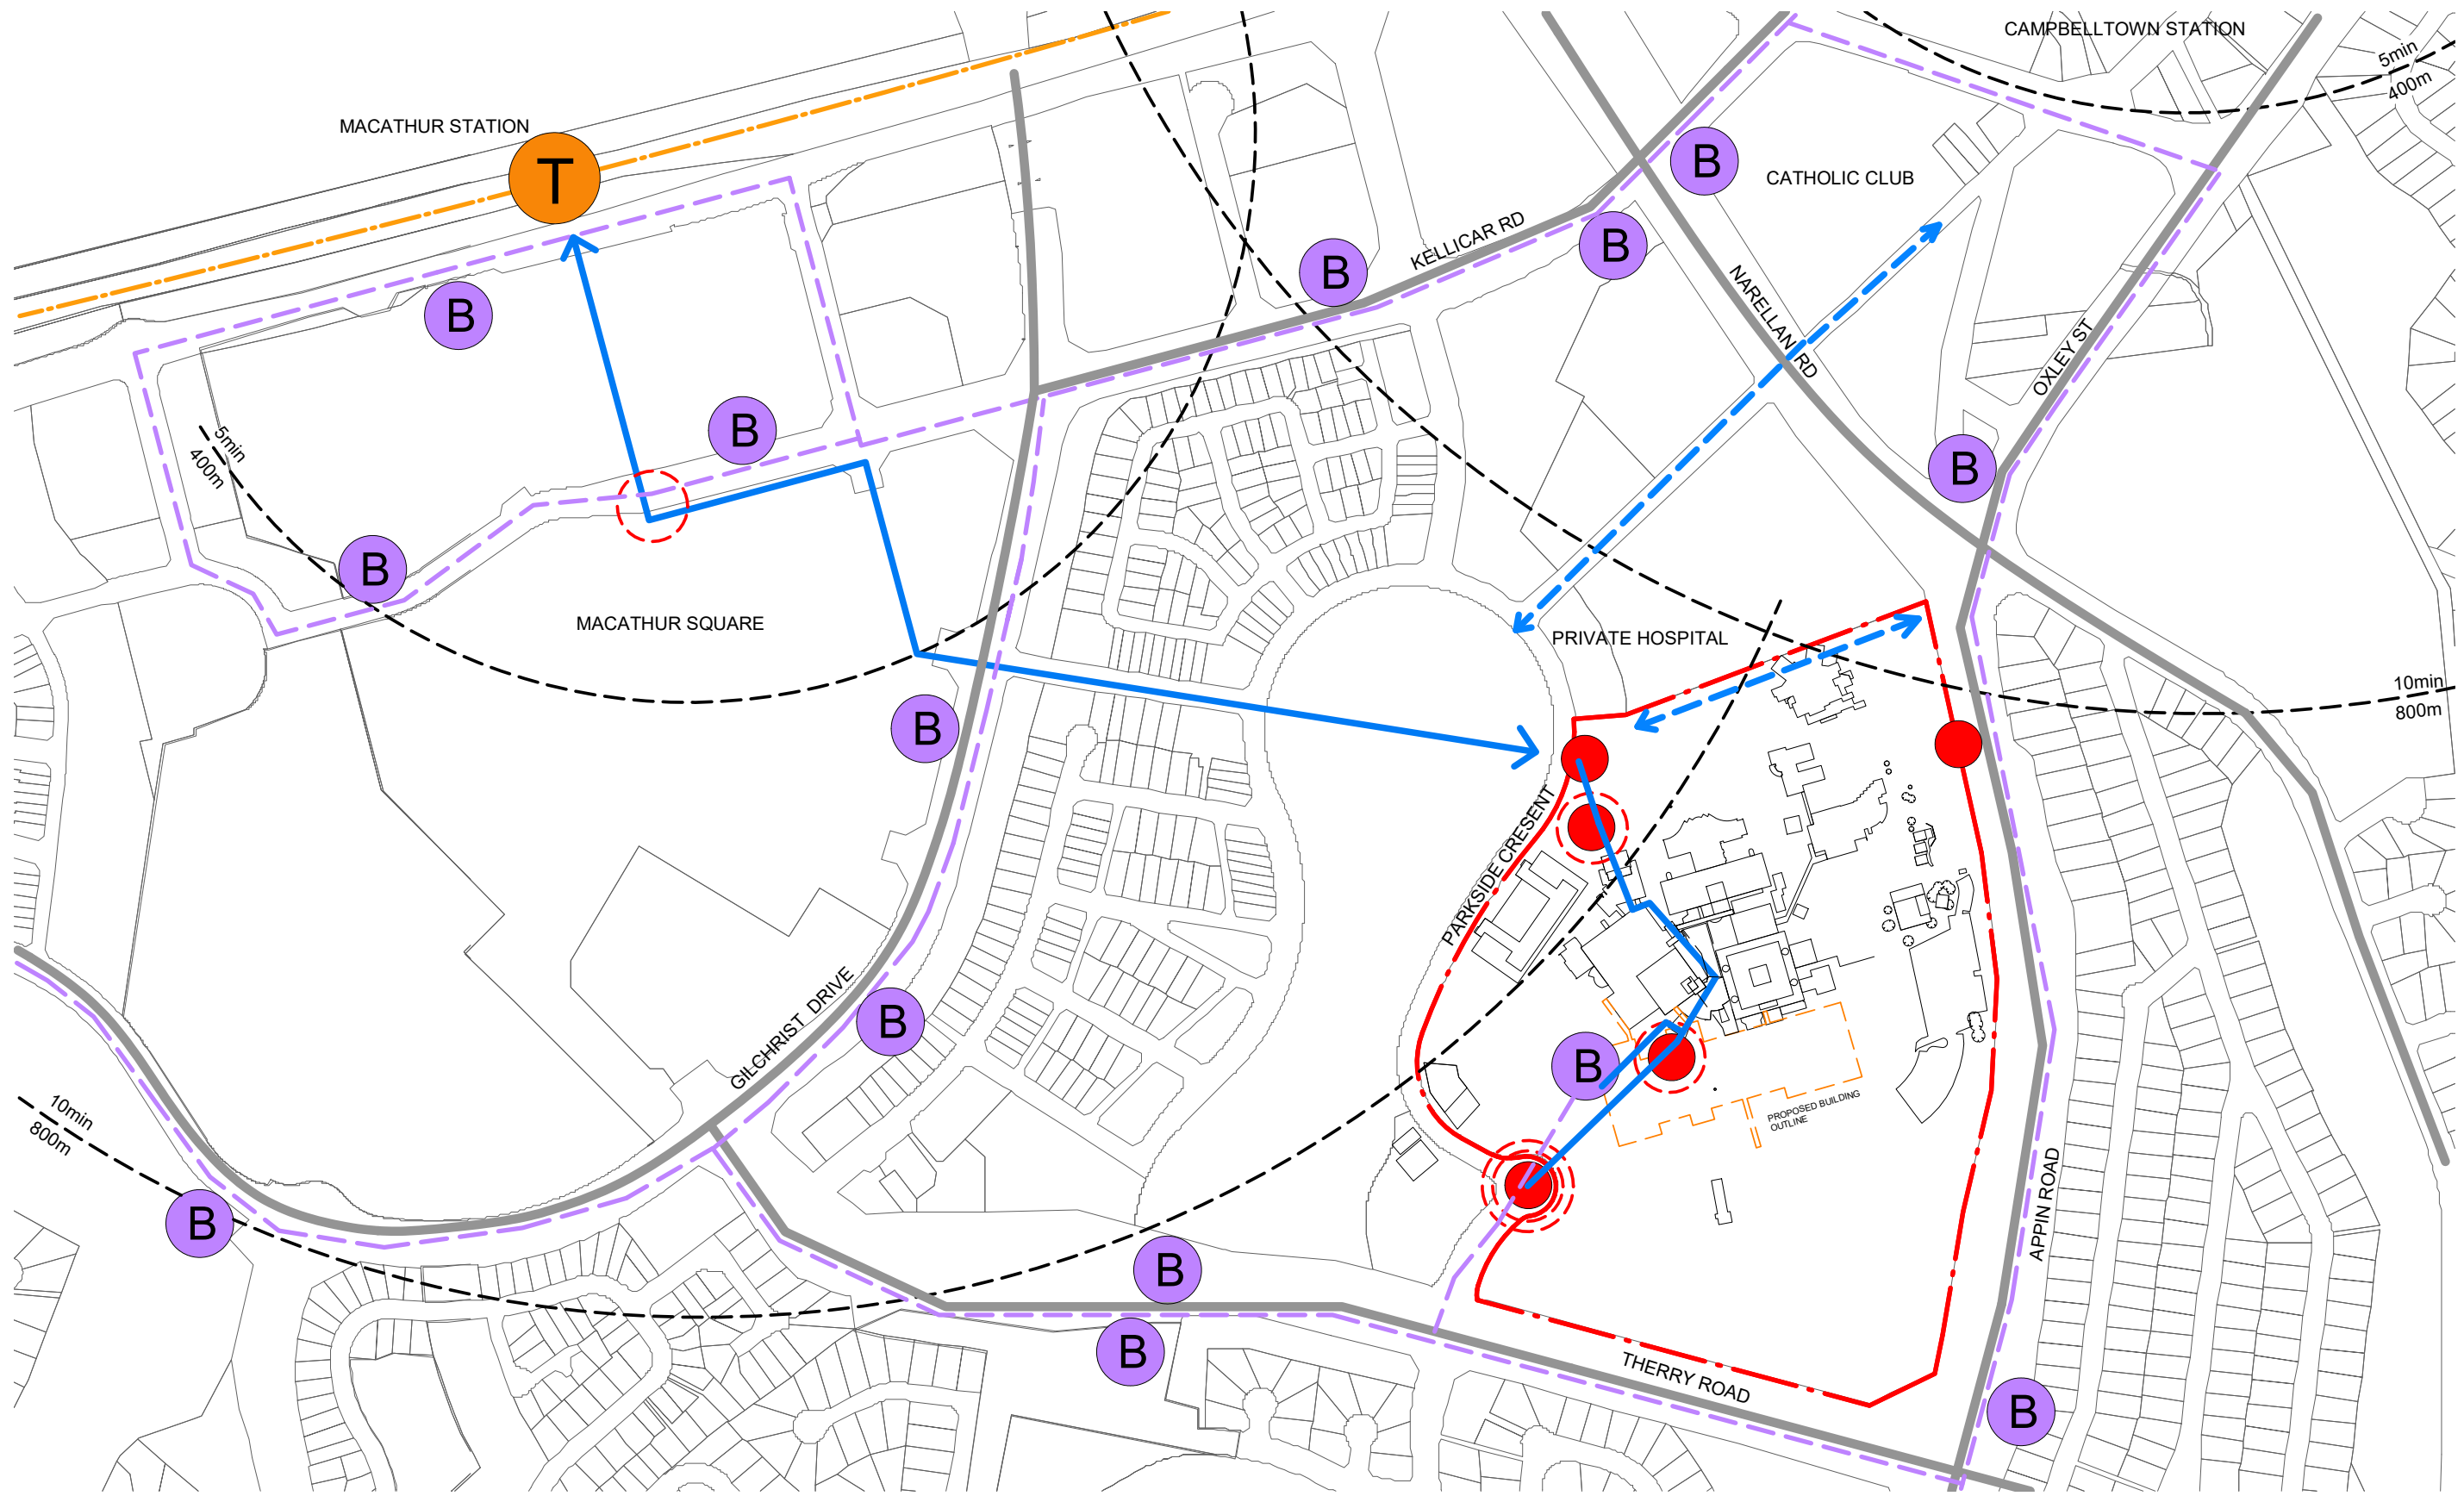 CAMPBELLTOWN STATION
5min
400m
MACATHUR STATION
T
B
CATHOLIC CLUB
KELLICAR RD
B
B
B
NARELLAN RD
B
OXLEY ST
B
5min
400m
B
B
MACATHUR SQUARE
PRIVATE HOSPITAL
10min
800m
B
PARKSIDE CRESENT
GILCHRIST DRIVE
B
B
10min
800m
PROPOSED BUILDING
OUTLINE
APPIN ROAD
B
B
B
THERRY ROAD
B